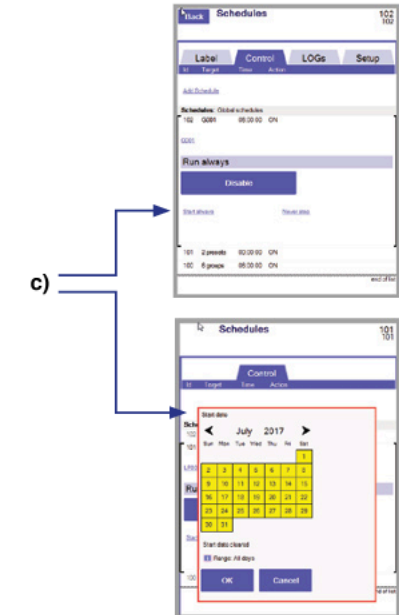 Back Schedules 102
102
Label Control LOGs Setup
Id Target Time Action
Add Schedule
Schedules: Global schedules
102 G001 06:00:00 ON
G001
Run always
Disable
Start always Never stop
101 2 presets 00:00:00 ON
100 6 groups 06:00:00 ON
end of list
c)
Schedules 101
101
Control
Id Target Time Action
Start date
July 2017
Sun Mon Tue Wed Thu Fri Sat
1
2 3 4 5 6 7 8
9 10 11 12 13 14 15
16 17 18 19 20 21 22
23 24 25 26 27 28 29
30 31
Start date cleared
Range: All days
OK Cancel
100